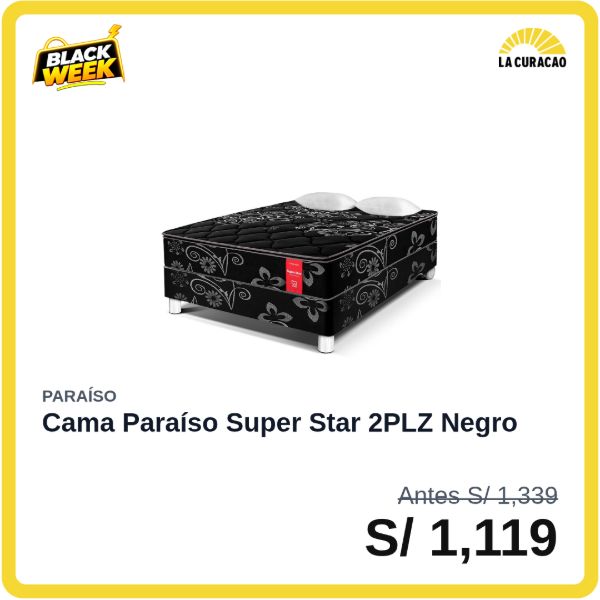 BLACK
WEEK
LA CURACAO
PARAÍSO
Cama Paraíso Super Star 2PLZ Negro
Antes S/ 1,339
S/ 1,119